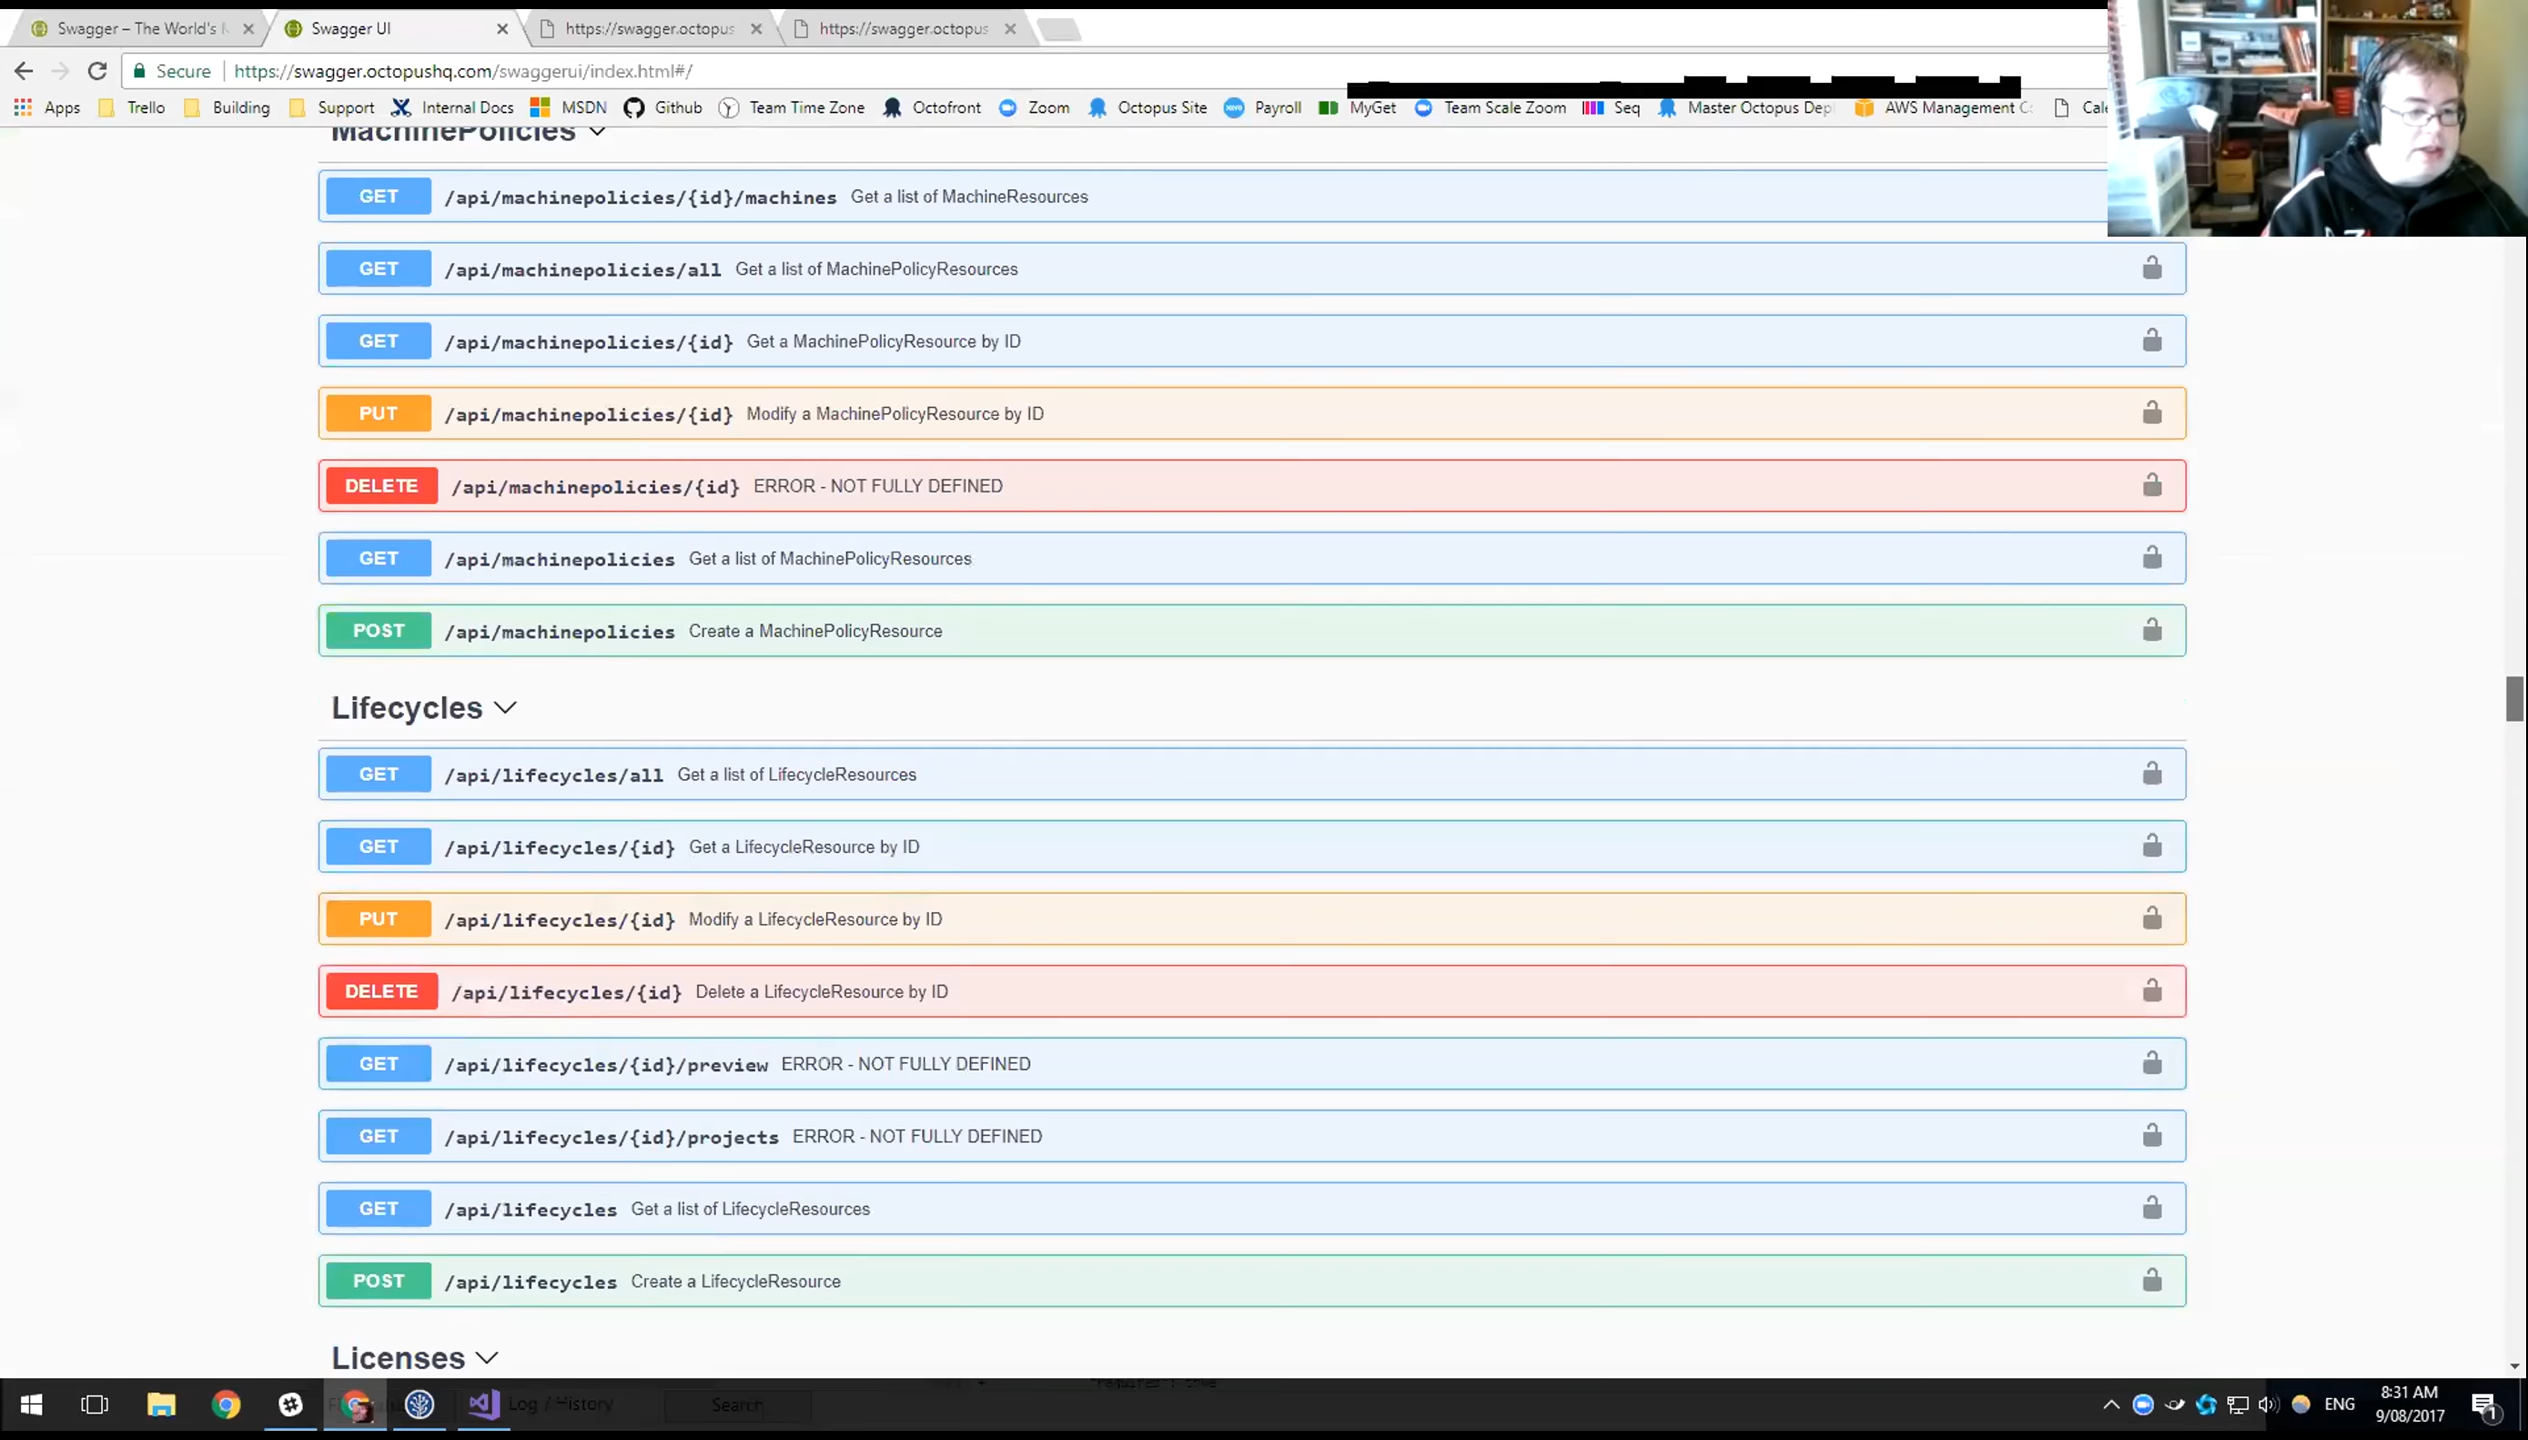 Swagger – The World's
Swagger UI
https://swagger.octopus
https://swagger.octopus
Secure
https://swagger.octopushq.com/swaggerui/index.html#/
Apps Trello Building Support Internal Docs MSDN Github Team Time Zone Octofront Zoom Octopus Site Payroll MyGet Team Scale Zoom Seq Master Octopus Dep AWS Management C Cale
MachinePolicies
GET /api/machinepolicies/{id}/machines Get a list of MachineResources
GET /api/machinepolicies/all Get a list of MachinePolicyResources
GET /api/machinepolicies/{id} Get a MachinePolicyResource by ID
PUT /api/machinepolicies/{id} Modify a MachinePolicyResource by ID
DELETE /api/machinepolicies/{id} ERROR - NOT FULLY DEFINED
GET /api/machinepolicies Get a list of MachinePolicyResources
POST /api/machinepolicies Create a MachinePolicyResource
Lifecycles
GET /api/lifecycles/all Get a list of LifecycleResources
GET /api/lifecycles/{id} Get a LifecycleResource by ID
PUT /api/lifecycles/{id} Modify a LifecycleResource by ID
DELETE /api/lifecycles/{id} Delete a LifecycleResource by ID
GET /api/lifecycles/{id}/preview ERROR - NOT FULLY DEFINED
GET /api/lifecycles/{id}/projects ERROR - NOT FULLY DEFINED
GET /api/lifecycles Get a list of LifecycleResources
POST /api/lifecycles Create a LifecycleResource
Licenses
Log / History
Search
ENG
8:31 AM
9/08/2017
1